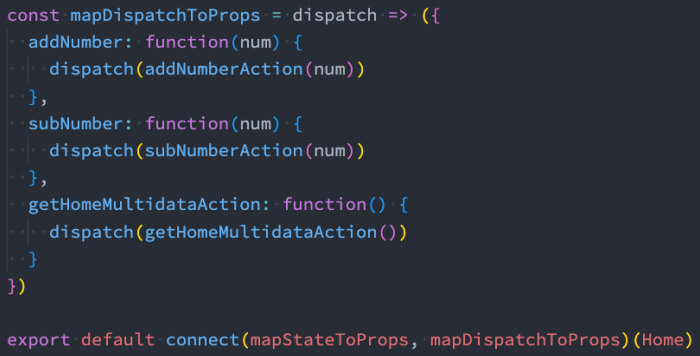 const mapDispatchToProps = dispatch => ({
  addNumber: function(num) {
    dispatch(addNumberAction(num))
  },
  subNumber: function(num) {
    dispatch(subNumberAction(num))
  },
  getHomeMultidataAction: function() {
    dispatch(getHomeMultidataAction())
  }
})

export default connect(mapStateToProps, mapDispatchToProps)(Home)